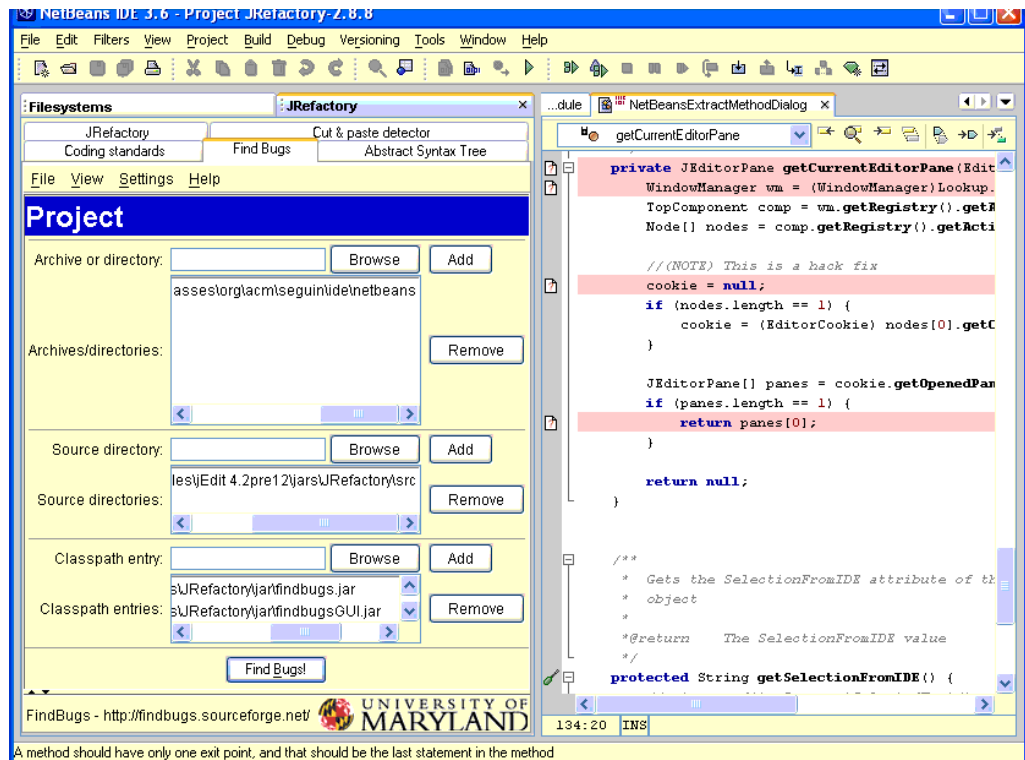 NetBeans IDE 3.6 - Project JRefactory-2.8.8
File Edit Filters View Project Build Debug Versioning Tools Window Help
Filesystems
JRefactory ×
JRefactory
Cut & paste detector
Coding standards
Find Bugs
Abstract Syntax Tree
File View Settings Help
Project
Archive or directory:
Browse
Add
asses\org\acm\seguin\ide\netbeans
Archives/directories:
Remove
Source directory:
Browse
Add
les\jEdit 4.2pre12\jars\JRefactory\src
Source directories:
Remove
Classpath entry:
Browse
Add
s\JRefactory\jar\findbugs.jar
s\JRefactory\jar\findbugsGUI.jar
Classpath entries:
Remove
Find Bugs!
FindBugs - http://findbugs.sourceforge.net/
UNIVERSITY OF
MARYLAND
...dule
NetBeansExtractMethodDialog ×
getCurrentEditorPane
private JEditorPane getCurrentEditorPane(Edit
WindowManager wm = (WindowManager)Lookup.
TopComponent comp = wm.getRegistry().getA
Node[] nodes = comp.getRegistry().getActi
//(NOTE) This is a hack fix
cookie = null;
if (nodes.length == 1) {
cookie = (EditorCookie) nodes[0].getC
}
JEditorPane[] panes = cookie.getOpenedPan
if (panes.length == 1) {
return panes[0];
}
return null;
}
/**
* Gets the SelectionFromIDE attribute of th
* object
*
*@return The SelectionFromIDE value
*/
protected String getSelectionFromIDE() {
134:20 INS
A method should have only one exit point, and that should be the last statement in the method